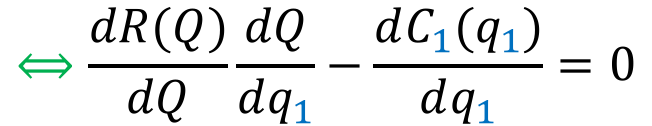 ⇔ dR(Q)/dQ dQ/dq₁ − dC₁(q₁)/dq₁ = 0